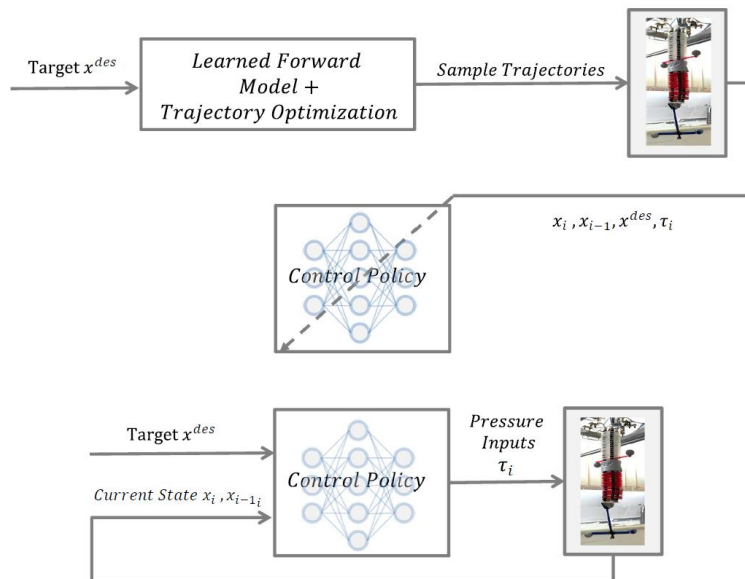 Target x^des
Learned Forward
Model +
Trajectory Optimization
Sample Trajectories
x_i , x_{i-1}, x^des, τ_i
Control Policy
Target x^des
Current State x_i , x_{i-1_i}
Control Policy
Pressure
Inputs
τ_i